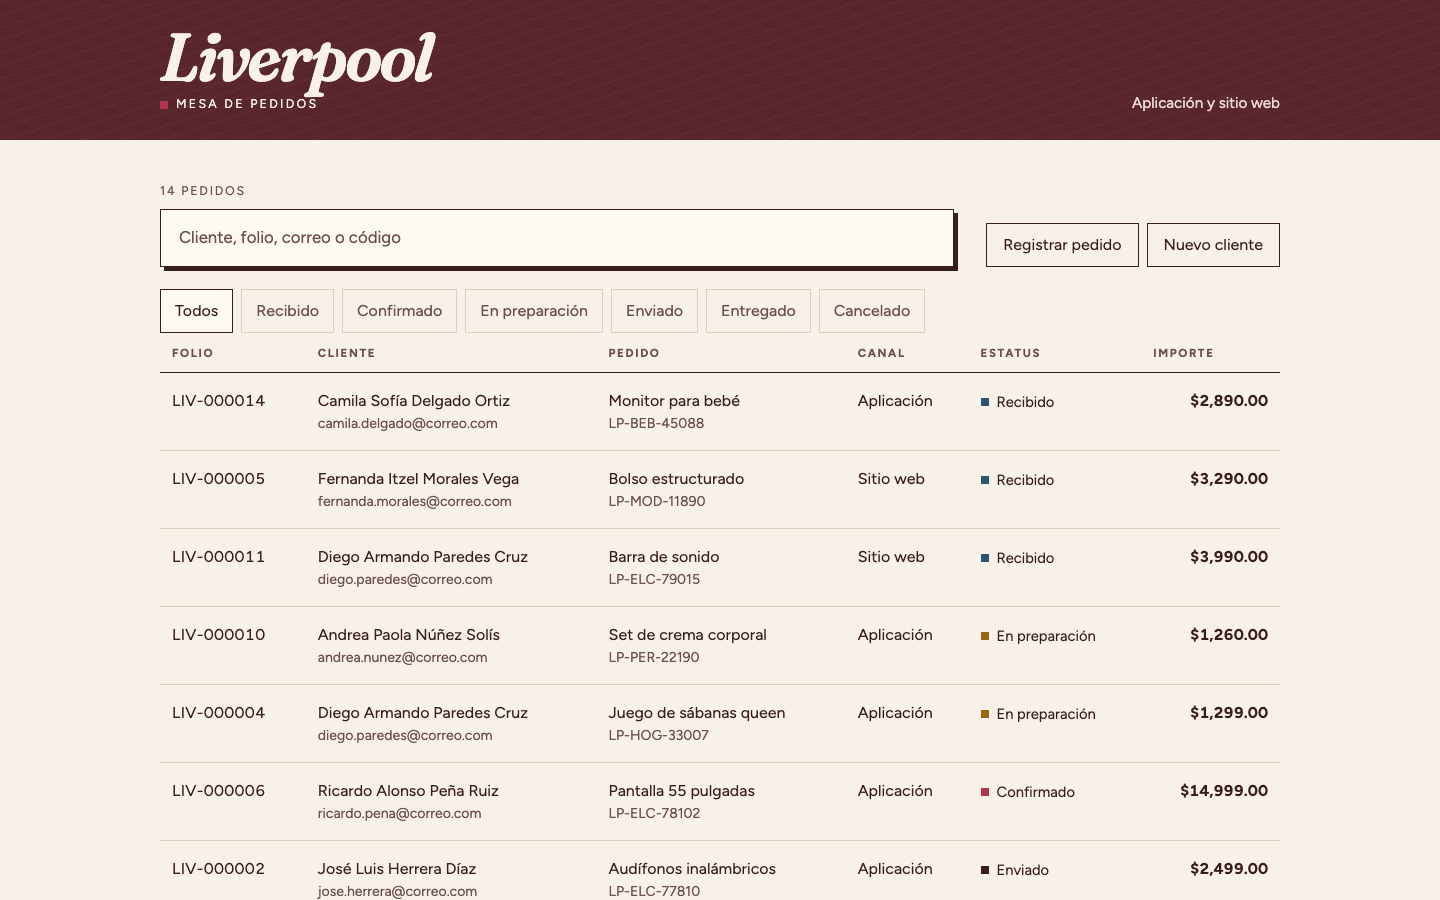 Liverpool
MESA DE PEDIDOS
Aplicación y sitio web
14 PEDIDOS
Cliente, folio, correo o código
Registrar pedido
Nuevo cliente
Todos Recibido Confirmado En preparación Enviado Entregado Cancelado
FOLIO CLIENTE PEDIDO CANAL ESTATUS IMPORTE
LIV-000014 Camila Sofía Delgado Ortiz Monitor para bebé Aplicación Recibido $2,890.00
camila.delgado@correo.com LP-BEB-45088
LIV-000005 Fernanda Itzel Morales Vega Bolso estructurado Sitio web Recibido $3,290.00
fernanda.morales@correo.com LP-MOD-11890
LIV-000011 Diego Armando Paredes Cruz Barra de sonido Sitio web Recibido $3,990.00
diego.paredes@correo.com LP-ELC-79015
LIV-000010 Andrea Paola Núñez Solís Set de crema corporal Aplicación En preparación $1,260.00
andrea.nunez@correo.com LP-PER-22190
LIV-000004 Diego Armando Paredes Cruz Juego de sábanas queen Aplicación En preparación $1,299.00
diego.paredes@correo.com LP-HOG-33007
LIV-000006 Ricardo Alonso Peña Ruiz Pantalla 55 pulgadas Aplicación Confirmado $14,999.00
ricardo.pena@correo.com LP-ELC-78102
LIV-000002 José Luis Herrera Díaz Audífonos inalámbricos Aplicación Enviado $2,499.00
jose.herrera@correo.com LP-ELC-77810